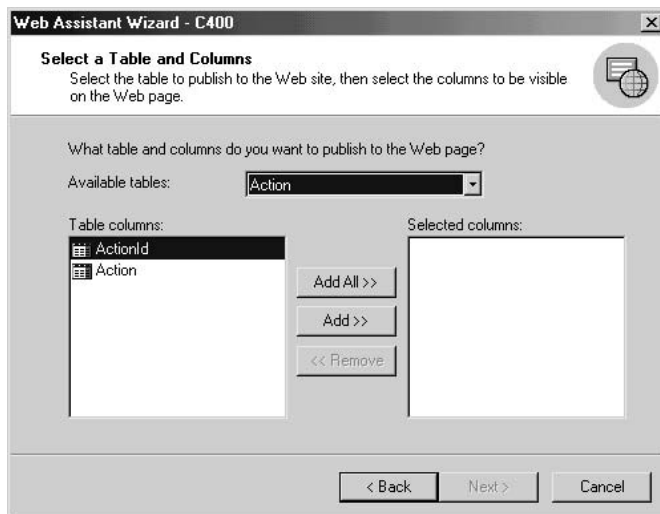 Web Assistant Wizard - C400
Select a Table and Columns
Select the table to publish to the Web site, then select the columns to be visible
on the Web page.
What table and columns do you want to publish to the Web page?
Available tables:
Action
Table columns:
Selected columns:
ActionId
Action
Add All >>
Add >>
<< Remove
< Back
Next >
Cancel